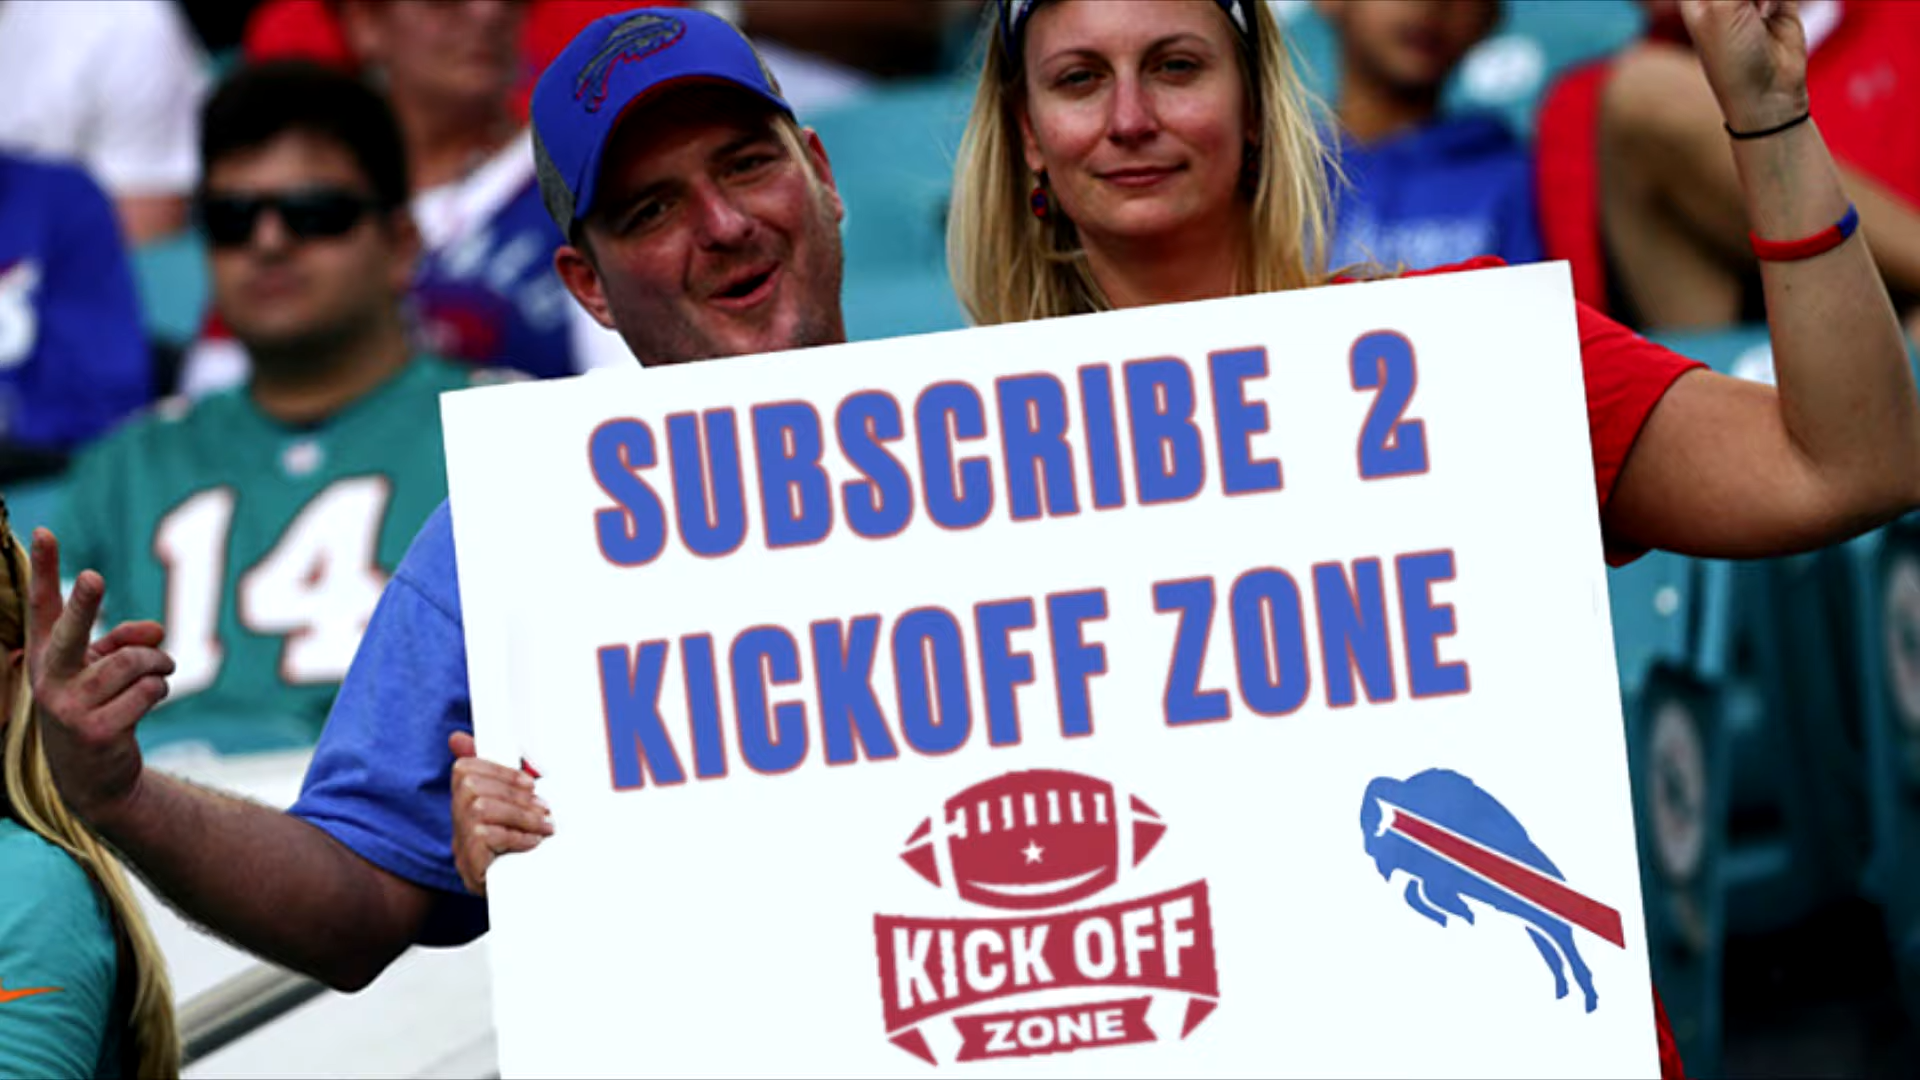 SUBSCRIBE 2
KICKOFF ZONE
KICK OFF
ZONE
14